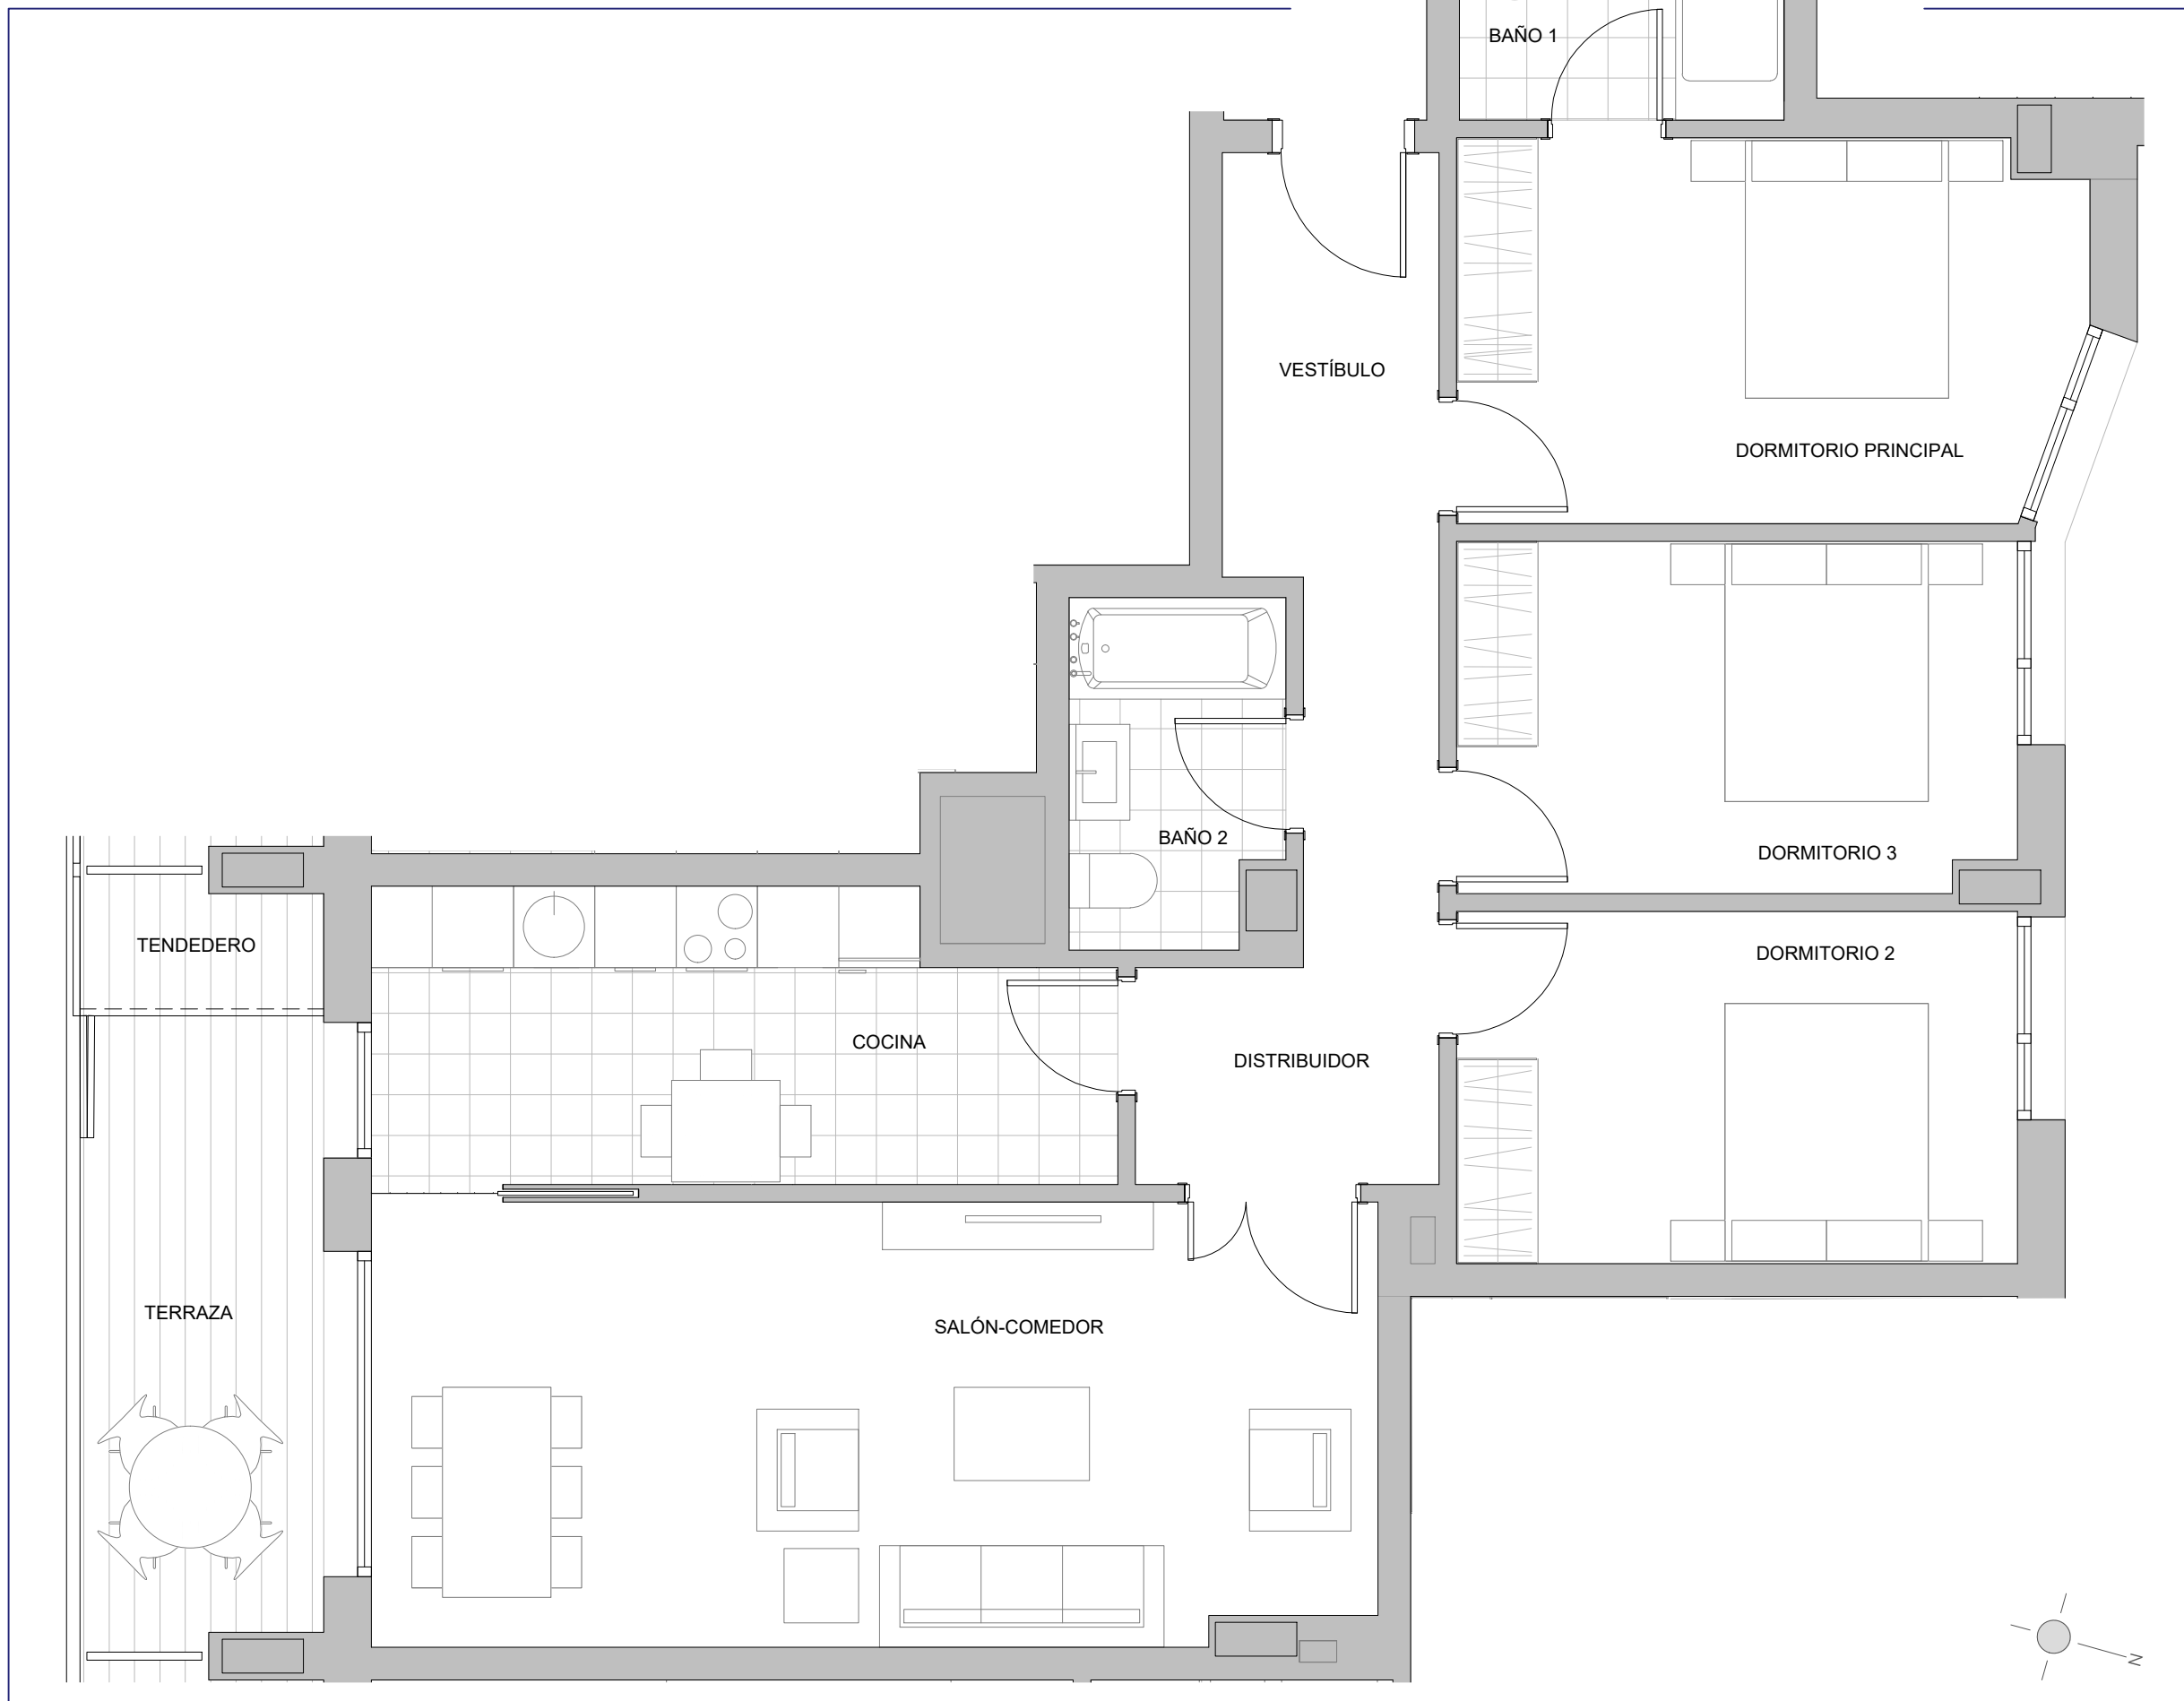 BAÑO 1
VESTÍBULO
DORMITORIO PRINCIPAL
BAÑO 2
DORMITORIO 3
TENDEDERO
DORMITORIO 2
COCINA
DISTRIBUIDOR
TERRAZA
SALÓN-COMEDOR
N